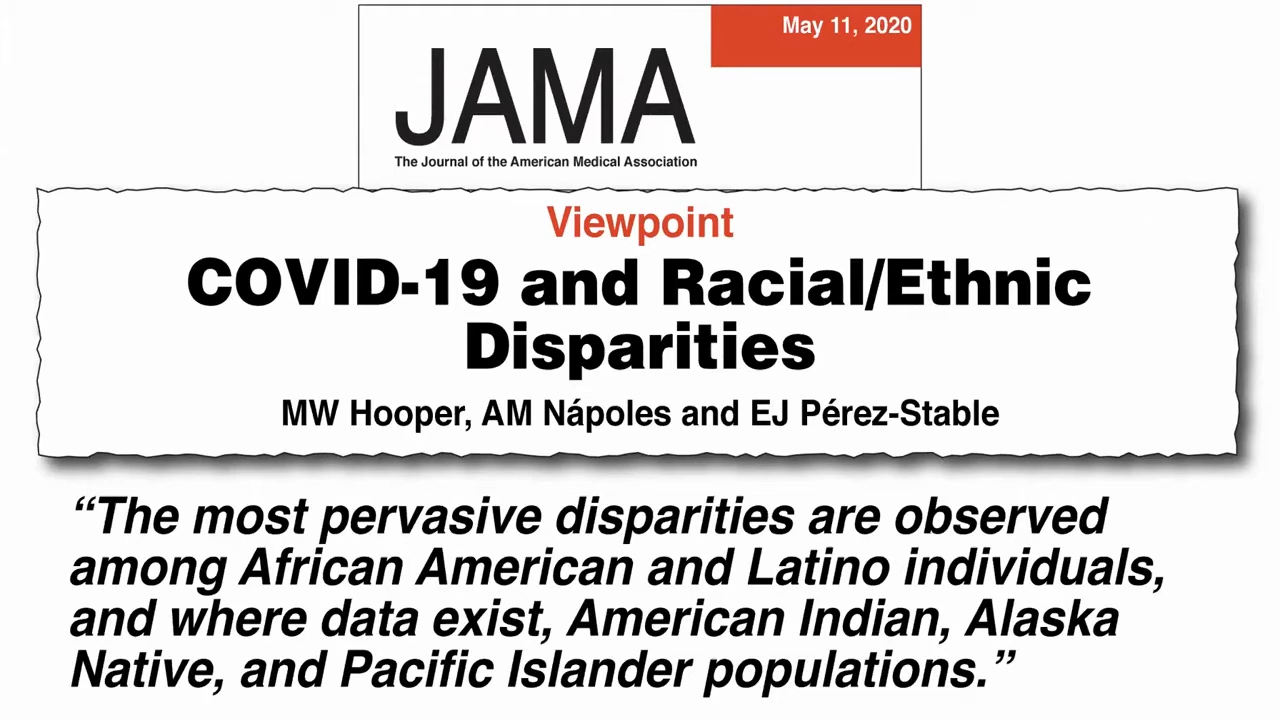 May 11, 2020
JAMA
The Journal of the American Medical Association
Viewpoint
COVID-19 and Racial/Ethnic
Disparities
MW Hooper, AM Nápoles and EJ Pérez-Stable
“The most pervasive disparities are observed
among African American and Latino individuals,
and where data exist, American Indian, Alaska
Native, and Pacific Islander populations.”